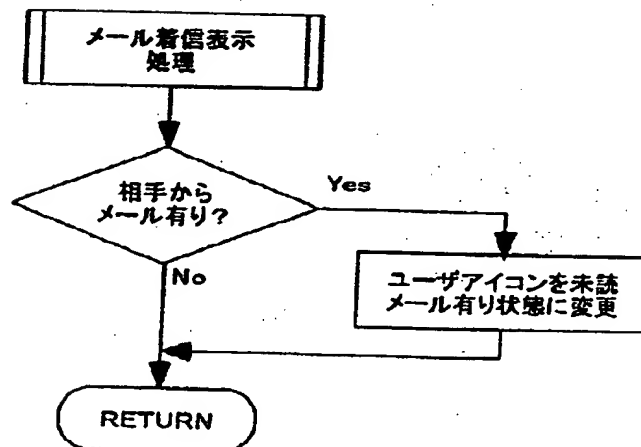 メール着信表示
処理
相手から
メール有り？
Yes
No
ユーザアイコンを未読
メール有り状態に変更
RETURN